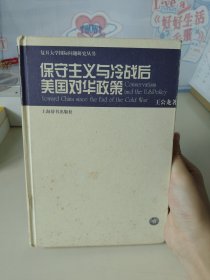 复旦大学国际问题研究丛书
保守主义与冷战后
美国对华政策
Conservatism
and the US Policy
Toward China since the End of the Cold War
王公龙 著
上海辞书出版社